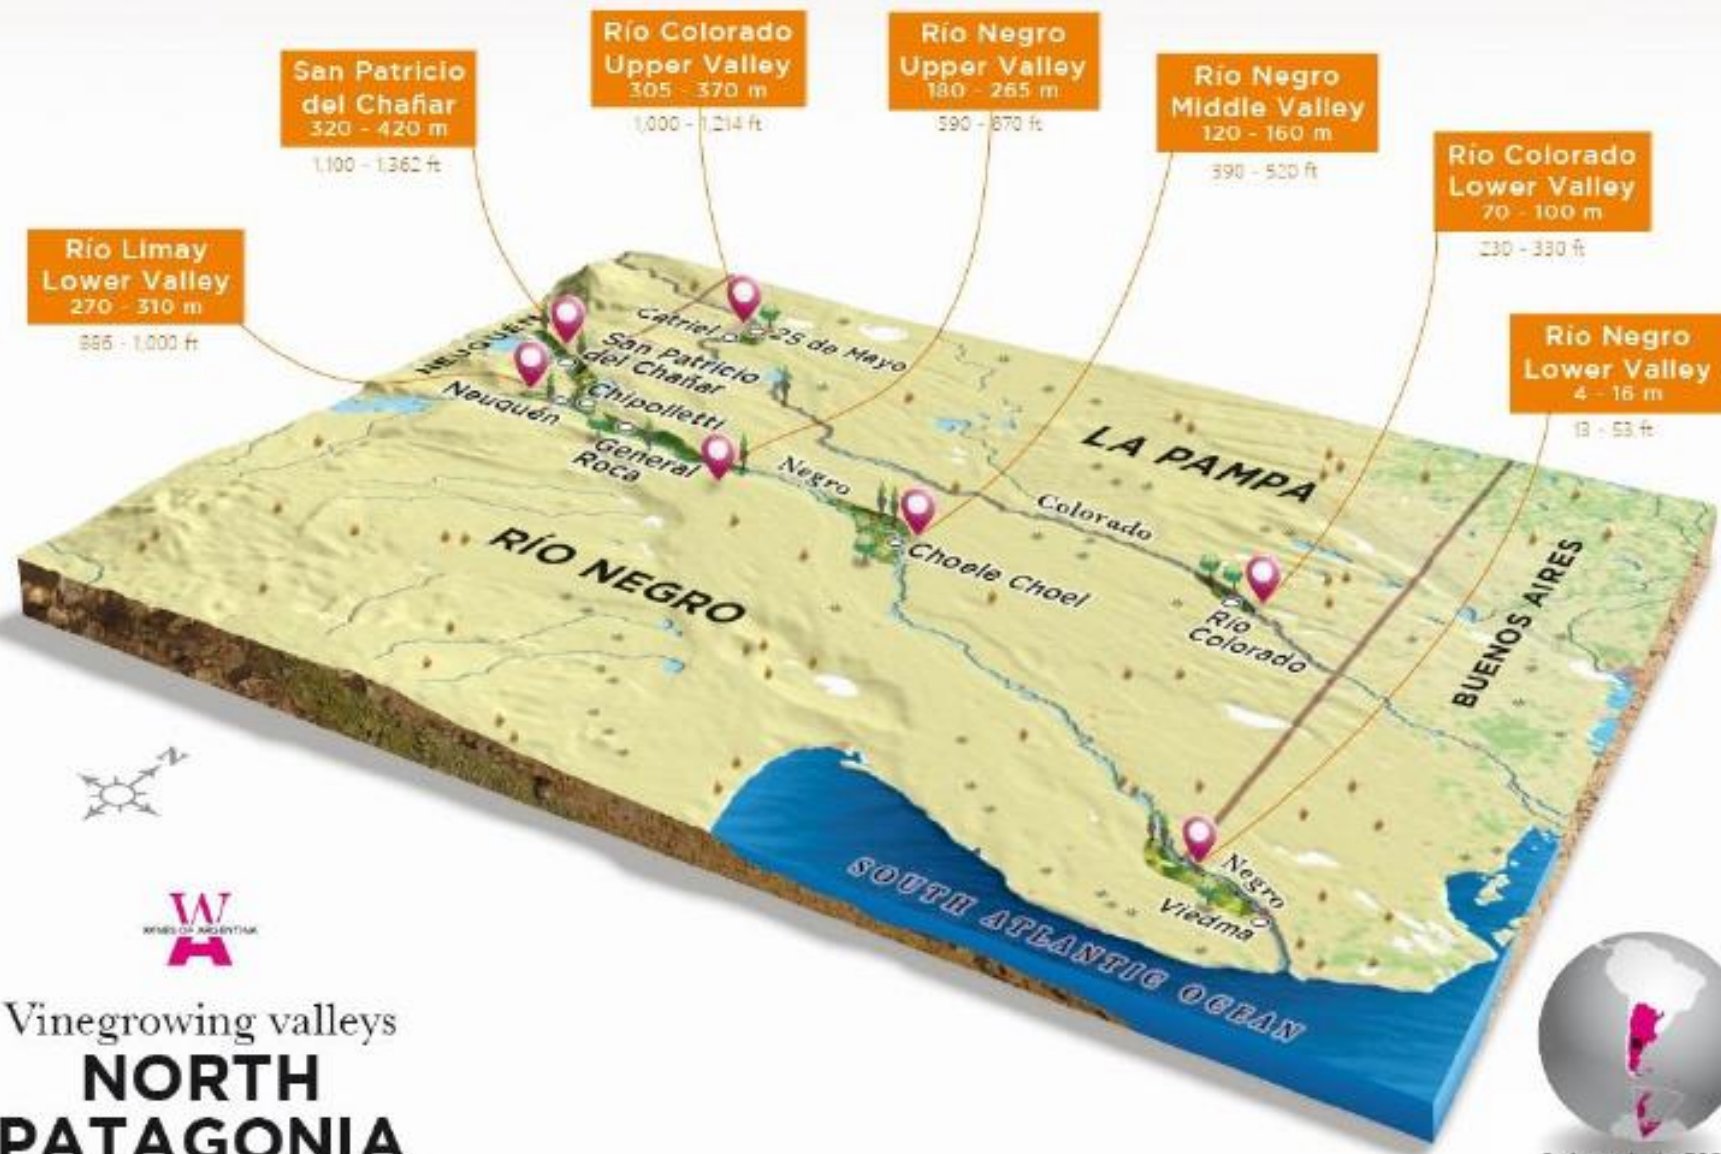 Río Colorado
Upper Valley
305 - 370 m
1,000 - 1,214 ft
Río Negro
Upper Valley
180 - 265 m
590 - 870 ft
San Patricio
del Chañar
320 - 420 m
1,100 - 1,362 ft
Río Negro
Middle Valley
120 - 160 m
390 - 520 ft
Río Colorado
Lower Valley
70 - 100 m
230 - 330 ft
Río Limay
Lower Valley
270 - 310 m
886 - 1,000 ft
Río Negro
Lower Valley
4 - 16 m
13 - 53 ft
NEUQUÉN
Catriel
25 de Mayo
San Patricio
del Chañar
Neuquén
Chipolletti
General
Roca
Negro
LA PAMPA
Colorado
RÍO NEGRO
Choele Choel
Río
Colorado
BUENOS AIRES
Negro
Viedma
SOUTH ATLANTIC OCEAN
N
WA
WINES OF ARGENTINA
Vinegrowing valleys
NORTH
PATAGONIA